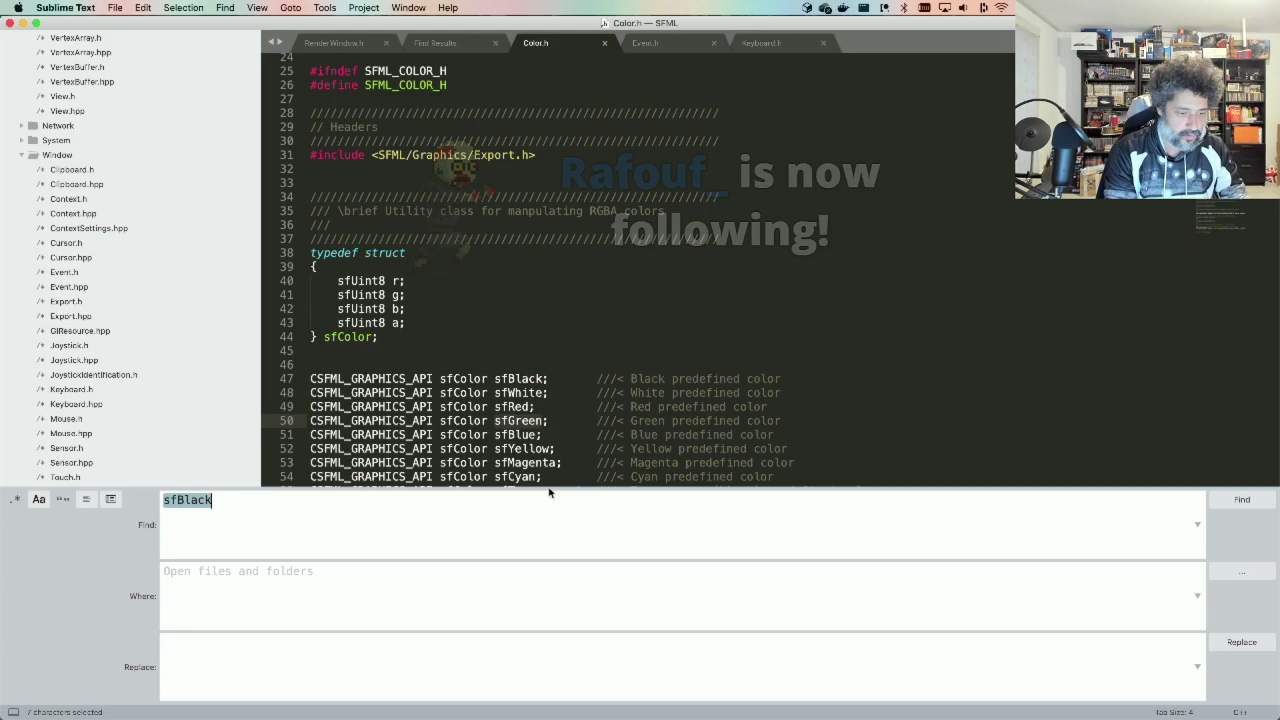 Sublime Text File Edit Selection Find View Goto Tools Project Window Help
Color.h — SFML
VertexArray.h
VertexArray.hpp
VertexBuffer.h
VertexBuffer.hpp
View.h
View.hpp
Network
System
Window
Clipboard.h
Clipboard.hpp
Context.h
Context.hpp
ContextSettings.hpp
Cursor.h
Cursor.hpp
Event.h
Event.hpp
Export.h
Export.hpp
GlResource.hpp
Joystick.h
Joystick.hpp
JoystickIdentification.h
Keyboard.h
Keyboard.hpp
Mouse.h
Mouse.hpp
Sensor.h
Sensor.hpp
Touch.h
RenderWindow.h Find Results Color.h Event.h Keyboard.h
24
25 #ifndef SFML_COLOR_H
26 #define SFML_COLOR_H
27
28 ////////////////////////////////////////////////////////////
29 // Headers
30 ////////////////////////////////////////////////////////////
31 #include <SFML/Graphics/Export.h>
32
33
34 ////////////////////////////////////////////////////////////
35 /// \brief Utility class for manpulating RGBA colors
36 ///
37 ////////////////////////////////////////////////////////////
38 typedef struct
39 {
40 sfUint8 r;
41 sfUint8 g;
42 sfUint8 b;
43 sfUint8 a;
44 } sfColor;
45
46
47 CSFML_GRAPHICS_API sfColor sfBlack; ///< Black predefined color
48 CSFML_GRAPHICS_API sfColor sfWhite; ///< White predefined color
49 CSFML_GRAPHICS_API sfColor sfRed; ///< Red predefined color
50 CSFML_GRAPHICS_API sfColor sfGreen; ///< Green predefined color
51 CSFML_GRAPHICS_API sfColor sfBlue; ///< Blue predefined color
52 CSFML_GRAPHICS_API sfColor sfYellow; ///< Yellow predefined color
53 CSFML_GRAPHICS_API sfColor sfMagenta; ///< Magenta predefined color
54 CSFML_GRAPHICS_API sfColor sfCyan; ///< Cyan predefined color
Rafouf_ is now
following!
.* Aa “”
Find: sfBlack Find
Where: Open files and folders ...
Replace: Replace
7 characters selected Tab Size: 4 C++